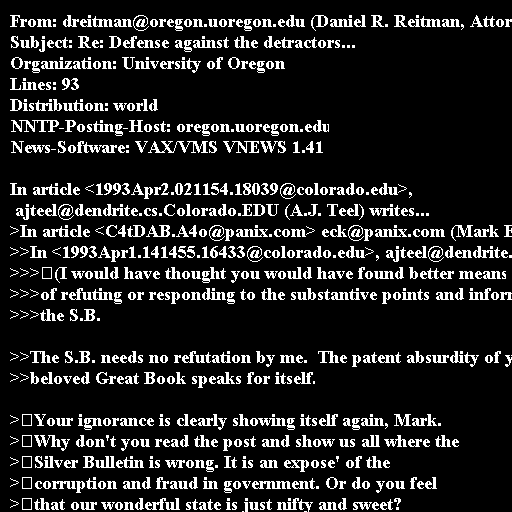 From: dreitman@oregon.uoregon.edu (Daniel R. Reitman, Attor
Subject: Re: Defense against the detractors...
Organization: University of Oregon
Lines: 93
Distribution: world
NNTP-Posting-Host: oregon.uoregon.edu
News-Software: VAX/VMS VNEWS 1.41

In article <1993Apr2.021154.18039@colorado.edu>,
 ajteel@dendrite.cs.Colorado.EDU (A.J. Teel) writes...
>In article <C4tDAB.A4o@panix.com> eck@panix.com (Mark E
>>In <1993Apr1.141455.16433@colorado.edu>, ajteel@dendrite.
>>>□(I would have thought you would have found better means
>>>of refuting or responding to the substantive points and infor
>>>the S.B.

>>The S.B. needs no refutation by me.  The patent absurdity of y
>>beloved Great Book speaks for itself.

>□Your ignorance is clearly showing itself again, Mark.
>□Why don't you read the post and show us all where the
>□Silver Bulletin is wrong. It is an expose' of the
>□corruption and fraud in government. Or do you feel
>□that our wonderful state is just nifty and sweet?